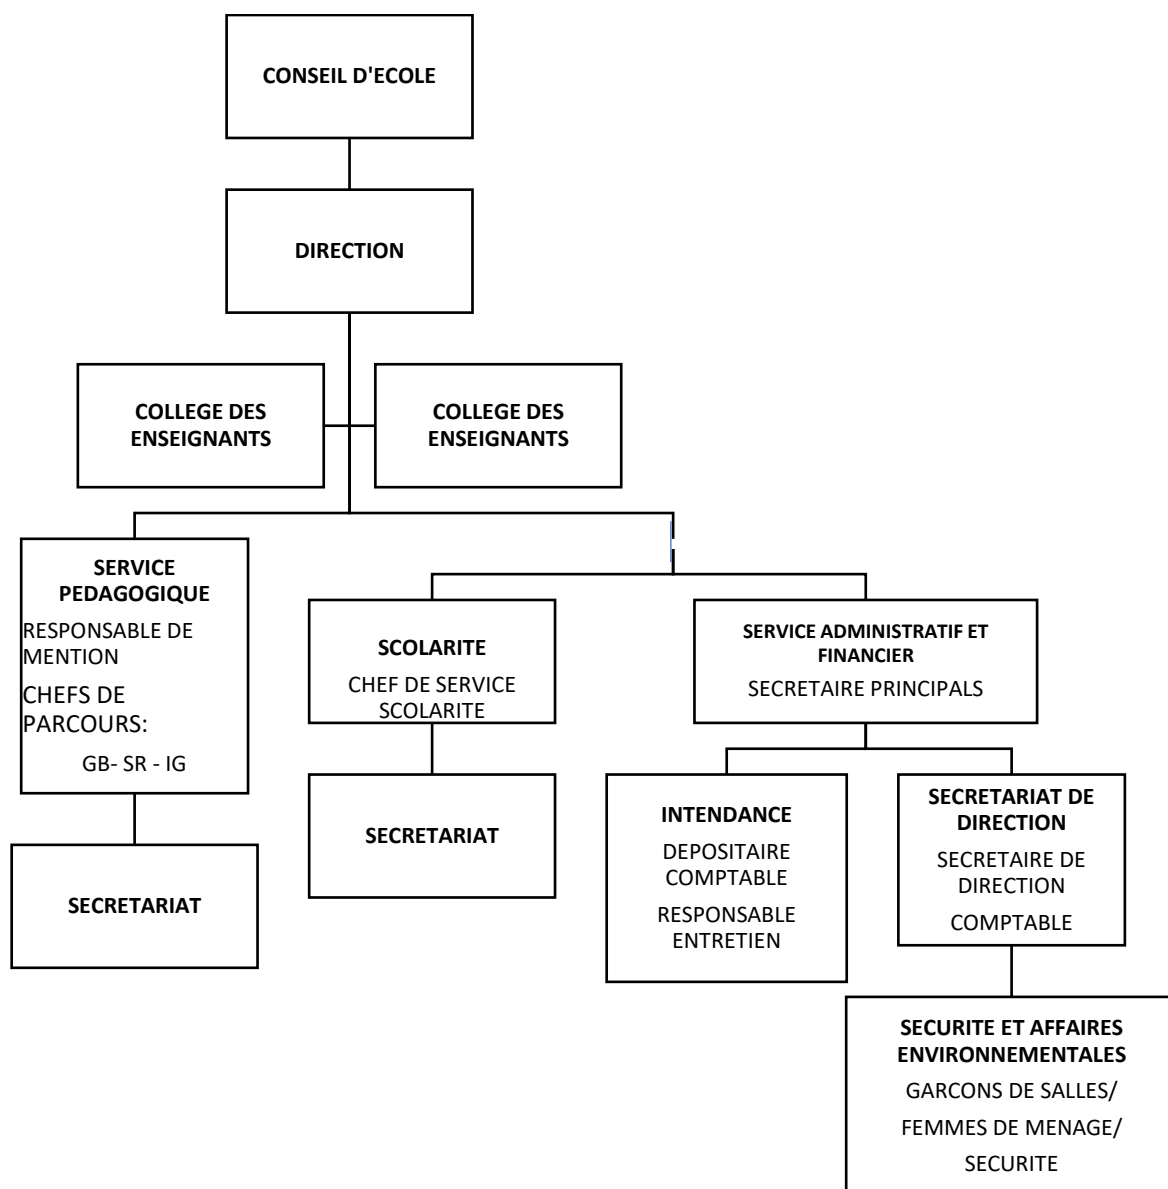 CONSEIL D'ECOLE
DIRECTION
COLLEGE DES
ENSEIGNANTS
COLLEGE DES
ENSEIGNANTS
SERVICE
PEDAGOGIQUE
RESPONSABLE DE
MENTION
CHEFS DE
PARCOURS:
GB- SR - IG
SECRETARIAT
SCOLARITE
CHEF DE SERVICE
SCOLARITE
SECRETARIAT
SERVICE ADMINISTRATIF ET
FINANCIER
SECRETAIRE PRINCIPALS
INTENDANCE
DEPOSITAIRE
COMPTABLE
RESPONSABLE
ENTRETIEN
SECRETARIAT DE
DIRECTION
SECRETAIRE DE
DIRECTION
COMPTABLE
SECURITE ET AFFAIRES
ENVIRONNEMENTALES
GARCONS DE SALLES/
FEMMES DE MENAGE/
SECURITE